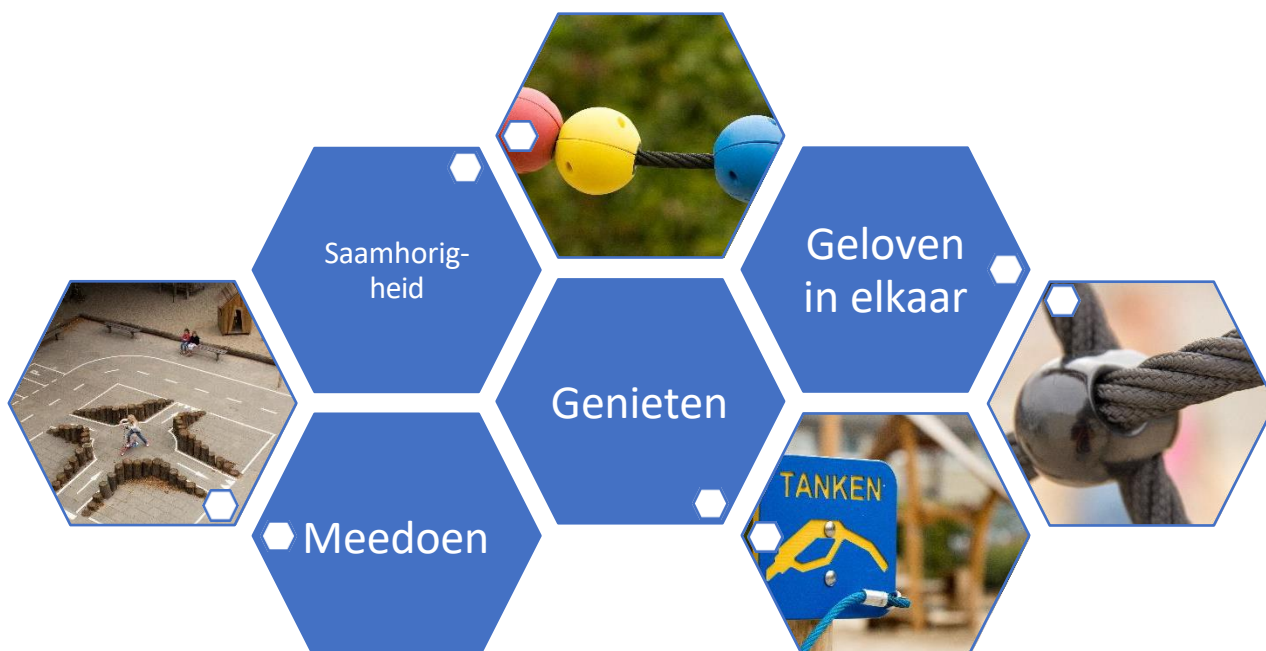 Saamhorig-
heid
Geloven
in elkaar
Genieten
TANKEN
Meedoen